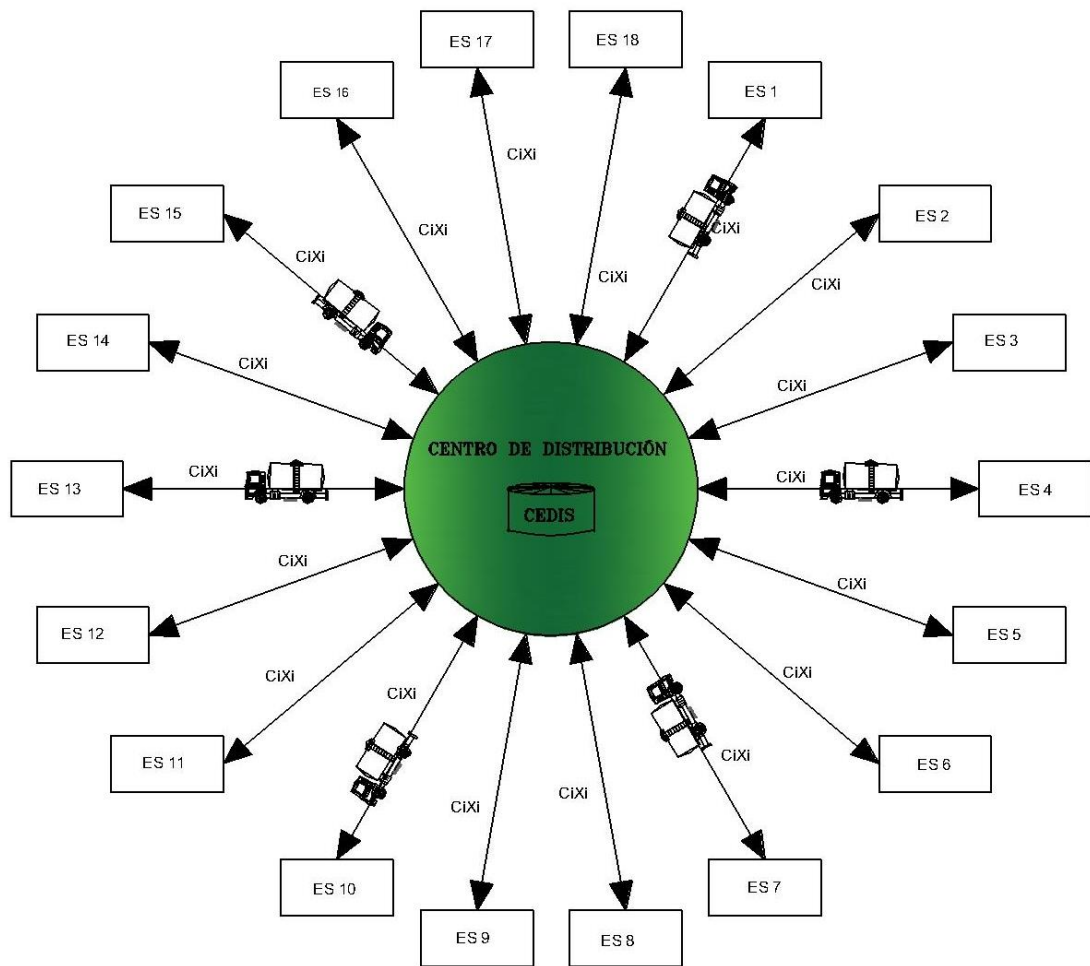 ES 17
ES 18
ES 16
ES 1
CiXi
CiXi
ES 15
CiXi
CiXi
ES 2
CiXi
CiXi
CiXi
ES 14
CiXi
CiXi
ES 3
CENTRO DE DISTRIBUCIÓN
ES 13
CiXi
CiXi
ES 4
CEDIS
CiXi
CiXi
ES 12
ES 5
CiXi
CiXi
ES 11
CiXi
CiXi
ES 6
CiXi
CiXi
ES 10
ES 7
ES 9
ES 8